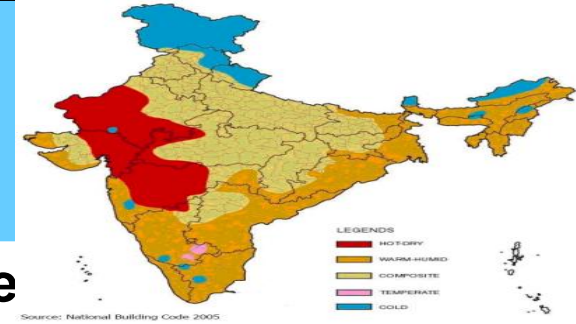 LEGENDS
HOT-DRY
WARM-HUMID
COMPOSITE
TEMPERATE
COLD
e
Source: National Building Code 2005